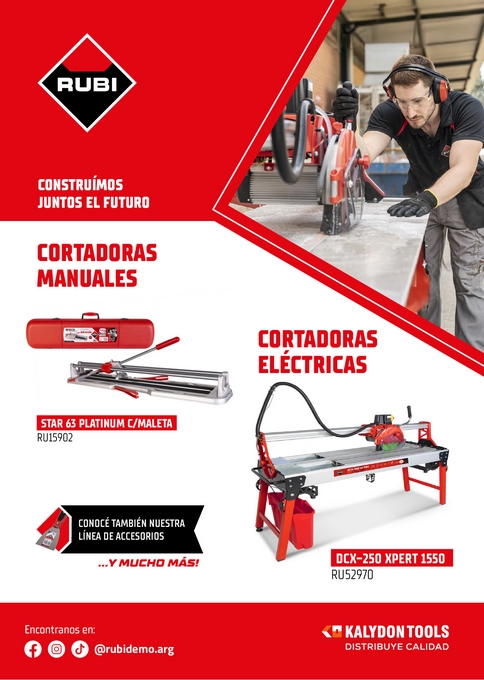 RUBI
CONSTRUÍMOS
JUNTOS EL FUTURO
CORTADORAS
MANUALES
STAR 63 PLATINUM C/MALETA
RU15902
CORTADORAS
ELÉCTRICAS
DCX-250 XPERT 1550
RU52970
CONOCÉ TAMBIÉN NUESTRA
LÍNEA DE ACCESORIOS
...Y MUCHO MÁS!
Encontranos en:
@rubidemo.arg
KALYDON TOOLS
DISTRIBUYE CALIDAD